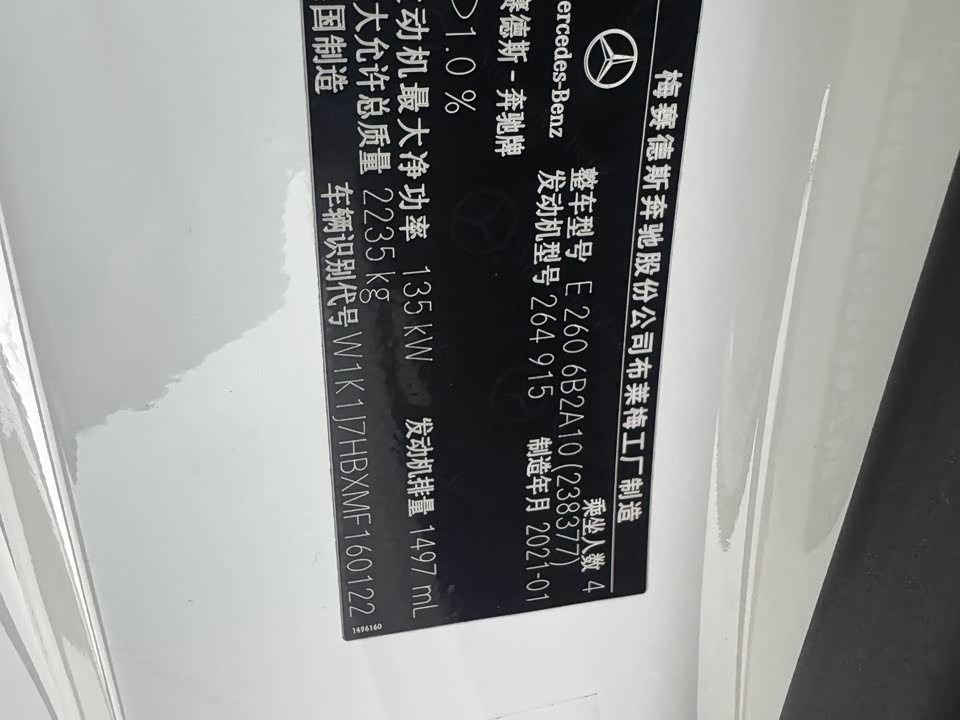 梅赛德斯奔驰股份公司布莱梅工厂制造
整车型号 E 260 6B2A10 (238377) 乘坐人数 4
Mercedes-Benz 发动机型号 264 915 制造年月 2021-01
赛德斯-奔驰牌
>1.0 %
动机最大净功率 135 kW 发动机排量 1497 mL
大允许总质量 2235 kg
国制造 车辆识别代号 W1K1J7HBXMF160122
1496160